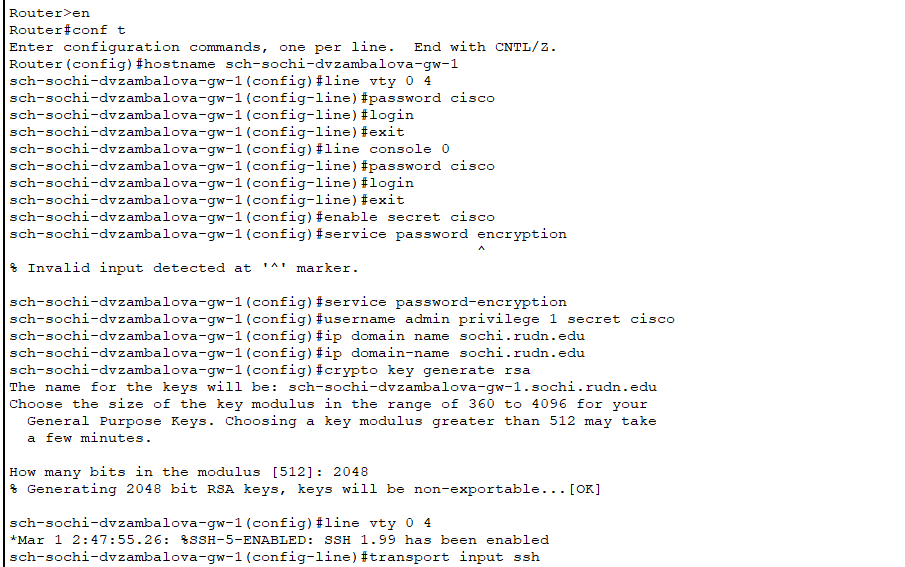 Router>en
Router#conf t
Enter configuration commands, one per line.  End with CNTL/Z.
Router(config)#hostname sch-sochi-dvzambalova-gw-1
sch-sochi-dvzambalova-gw-1(config)#line vty 0 4
sch-sochi-dvzambalova-gw-1(config-line)#password cisco
sch-sochi-dvzambalova-gw-1(config-line)#login
sch-sochi-dvzambalova-gw-1(config-line)#exit
sch-sochi-dvzambalova-gw-1(config)#line console 0
sch-sochi-dvzambalova-gw-1(config-line)#password cisco
sch-sochi-dvzambalova-gw-1(config-line)#login
sch-sochi-dvzambalova-gw-1(config-line)#exit
sch-sochi-dvzambalova-gw-1(config)#enable secret cisco
sch-sochi-dvzambalova-gw-1(config)#service password encryption
                                                    ^
% Invalid input detected at '^' marker.

sch-sochi-dvzambalova-gw-1(config)#service password-encryption
sch-sochi-dvzambalova-gw-1(config)#username admin privilege 1 secret cisco
sch-sochi-dvzambalova-gw-1(config)#ip domain name sochi.rudn.edu
sch-sochi-dvzambalova-gw-1(config)#ip domain-name sochi.rudn.edu
sch-sochi-dvzambalova-gw-1(config)#crypto key generate rsa
The name for the keys will be: sch-sochi-dvzambalova-gw-1.sochi.rudn.edu
Choose the size of the key modulus in the range of 360 to 4096 for your
  General Purpose Keys. Choosing a key modulus greater than 512 may take
  a few minutes.

How many bits in the modulus [512]: 2048
% Generating 2048 bit RSA keys, keys will be non-exportable...[OK]

sch-sochi-dvzambalova-gw-1(config)#line vty 0 4
*Mar 1 2:47:55.26: %SSH-5-ENABLED: SSH 1.99 has been enabled
sch-sochi-dvzambalova-gw-1(config-line)#transport input ssh